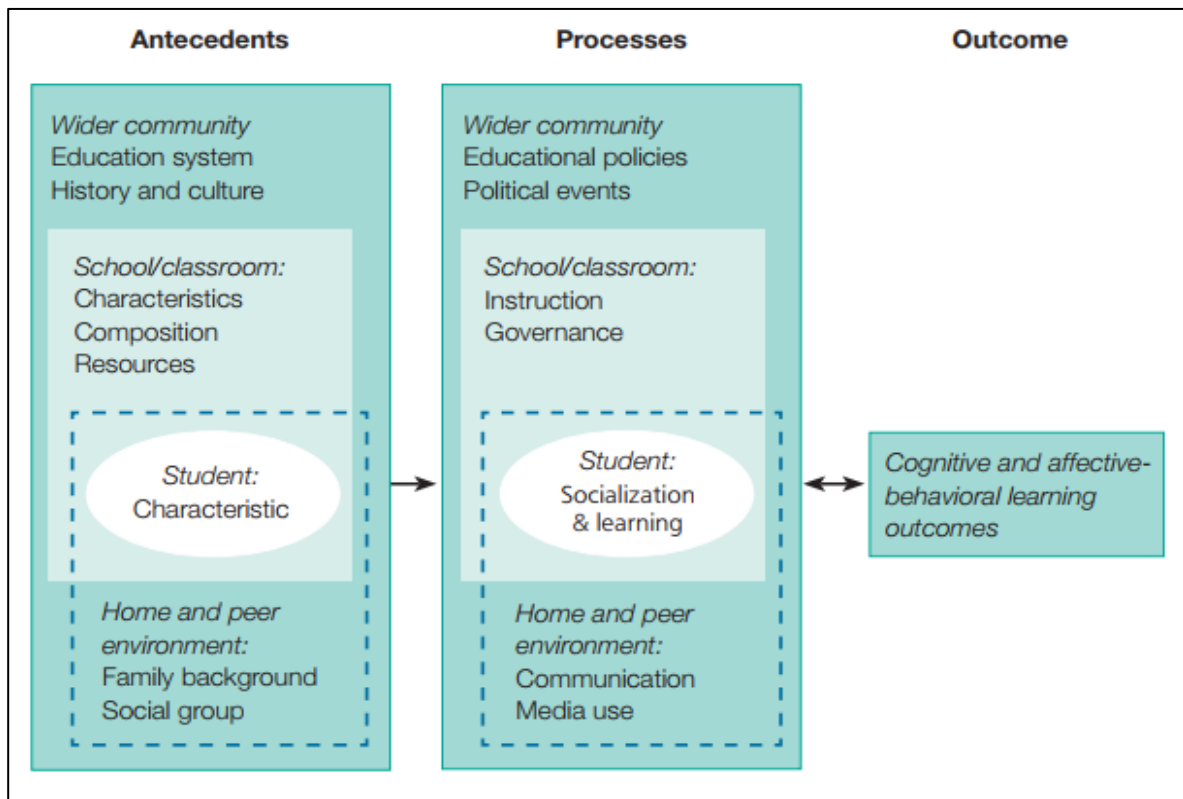 Antecedents
Processes
Outcome
Wider community
Education system
History and culture
School/classroom:
Characteristics
Composition
Resources
Student:
Characteristic
Home and peer
environment:
Family background
Social group
Wider community
Educational policies
Political events
School/classroom:
Instruction
Governance
Student:
Socialization
& learning
Home and peer
environment:
Communication
Media use
Cognitive and affective-
behavioral learning
outcomes